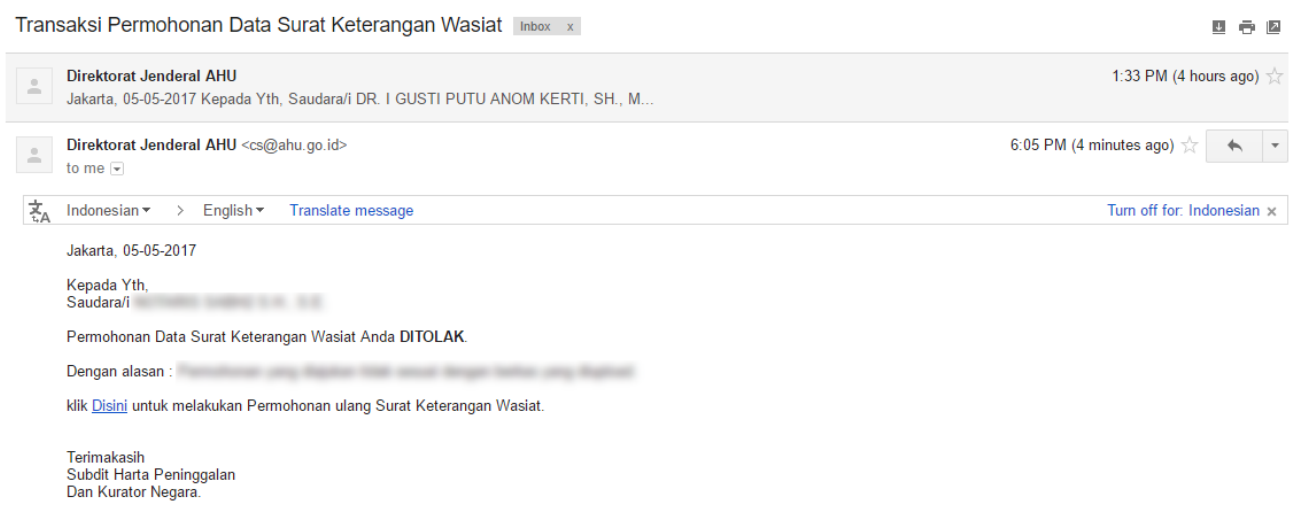 Transaksi Permohonan Data Surat Keterangan Wasiat Inbox x
Direktorat Jenderal AHU 1:33 PM (4 hours ago)
Jakarta, 05-05-2017 Kepada Yth, Saudara/i DR. I GUSTI PUTU ANOM KERTI, SH., M...
Direktorat Jenderal AHU <cs@ahu.go.id> 6:05 PM (4 minutes ago)
to me
Indonesian > English Translate message Turn off for: Indonesian x
Jakarta, 05-05-2017
Kepada Yth,
Saudara/i
Permohonan Data Surat Keterangan Wasiat Anda DITOLAK.
Dengan alasan :
klik Disini untuk melakukan Permohonan ulang Surat Keterangan Wasiat.
Terimakasih
Subdit Harta Peninggalan
Dan Kurator Negara.